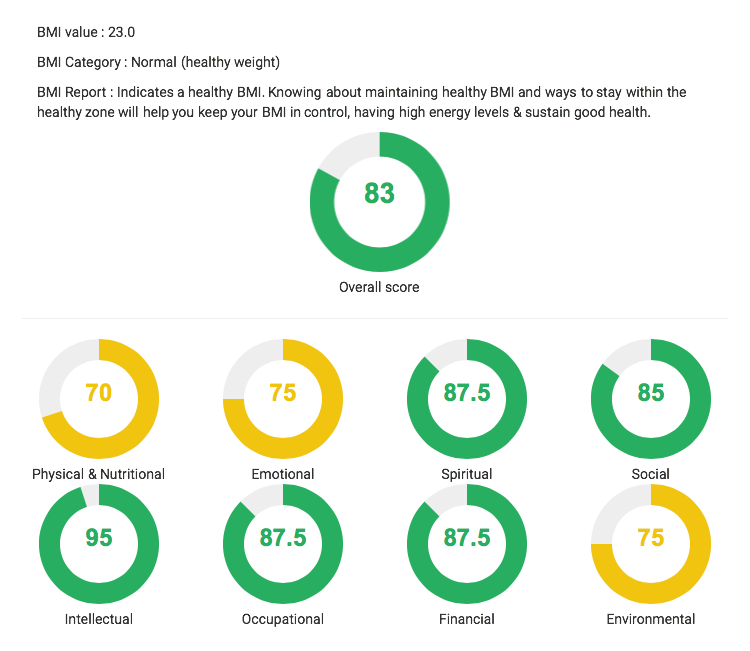 BMI value : 23.0
BMI Category : Normal (healthy weight)
BMI Report : Indicates a healthy BMI. Knowing about maintaining healthy BMI and ways to stay within the
healthy zone will help you keep your BMI in control, having high energy levels & sustain good health.
83
Overall score
70 75 87.5 85
Physical & Nutritional Emotional Spiritual Social
95 87.5 87.5 75
Intellectual Occupational Financial Environmental